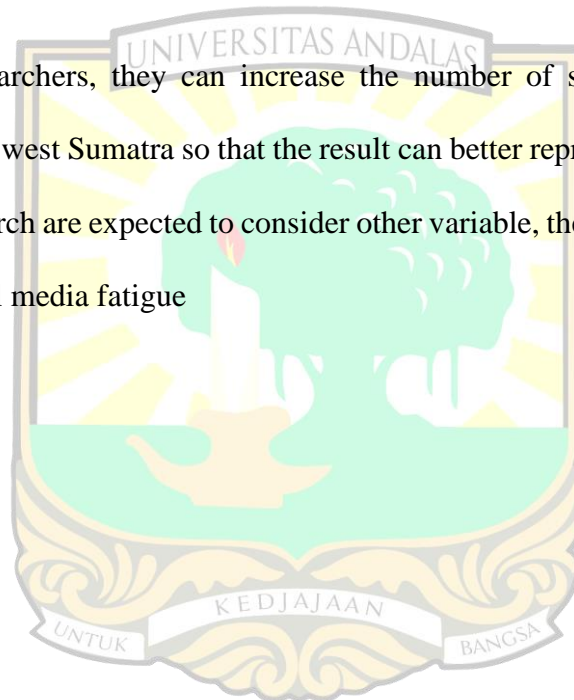 UNIVERSITAS ANDALAS
archers, they can increase the number of s
west Sumatra so that the result can better repr
rch are expected to consider other variable, the
media fatigue
KEDJAJAAN
UNTUK BANGSA